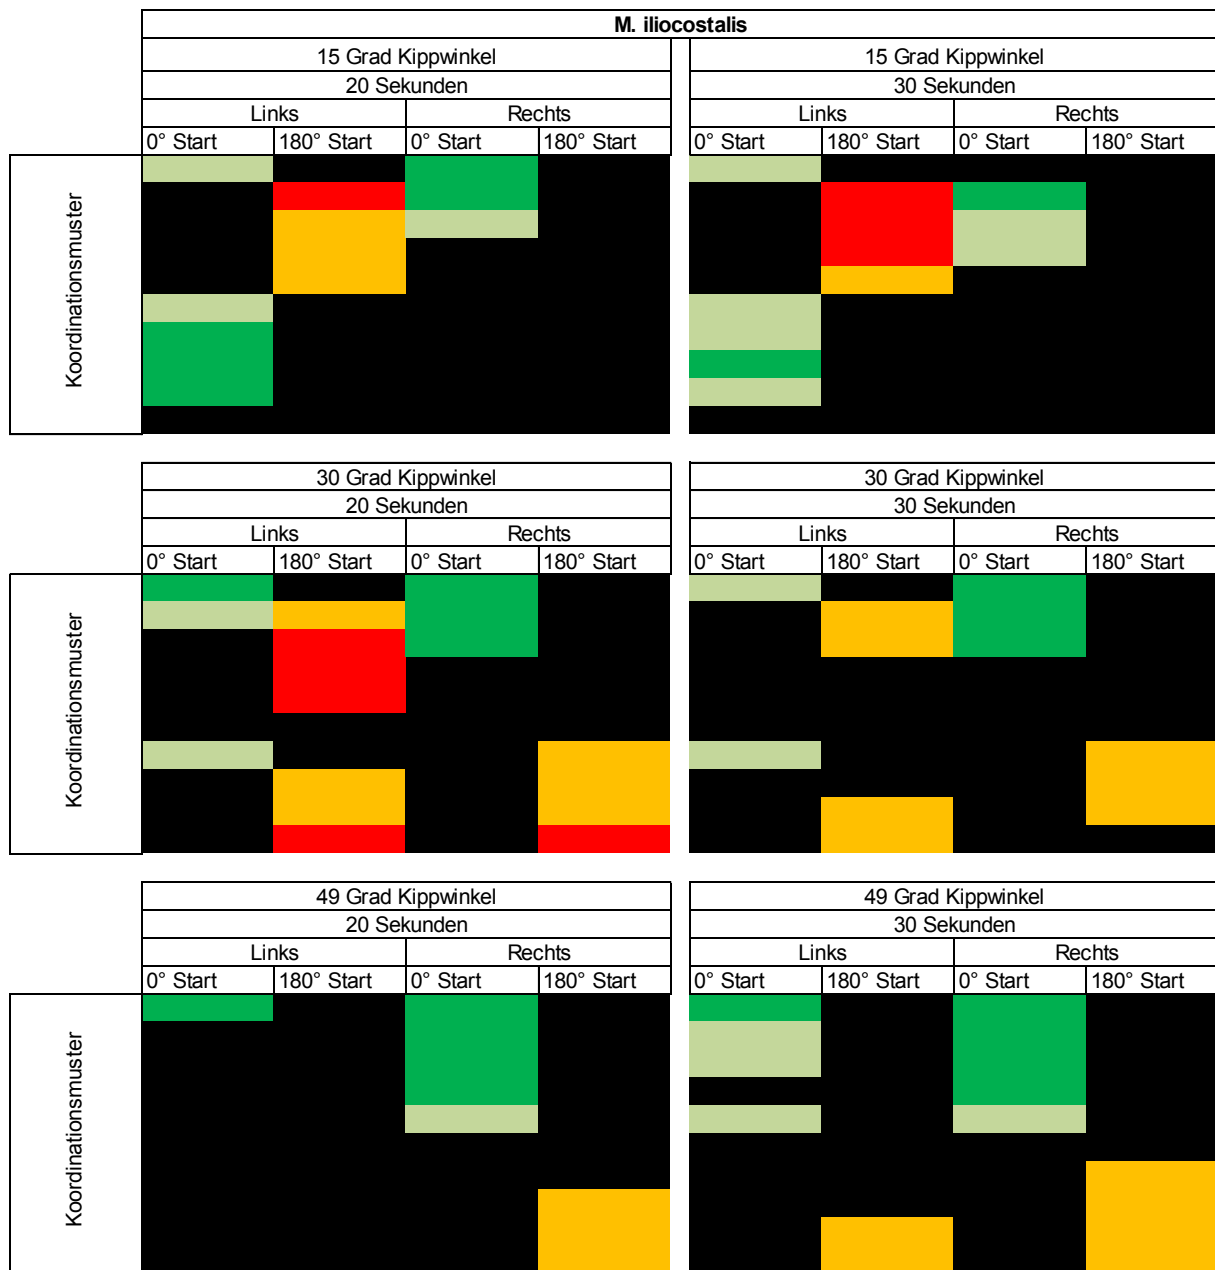 M. iliocostalis
15 Grad Kippwinkel 15 Grad Kippwinkel
20 Sekunden 30 Sekunden
Links Rechts Links Rechts
0° Start 180° Start 0° Start 180° Start 0° Start 180° Start 0° Start 180° Start
Koordinationsmuster
30 Grad Kippwinkel 30 Grad Kippwinkel
20 Sekunden 30 Sekunden
Links Rechts Links Rechts
0° Start 180° Start 0° Start 180° Start 0° Start 180° Start 0° Start 180° Start
Koordinationsmuster
49 Grad Kippwinkel 49 Grad Kippwinkel
20 Sekunden 30 Sekunden
Links Rechts Links Rechts
0° Start 180° Start 0° Start 180° Start 0° Start 180° Start 0° Start 180° Start
Koordinationsmuster